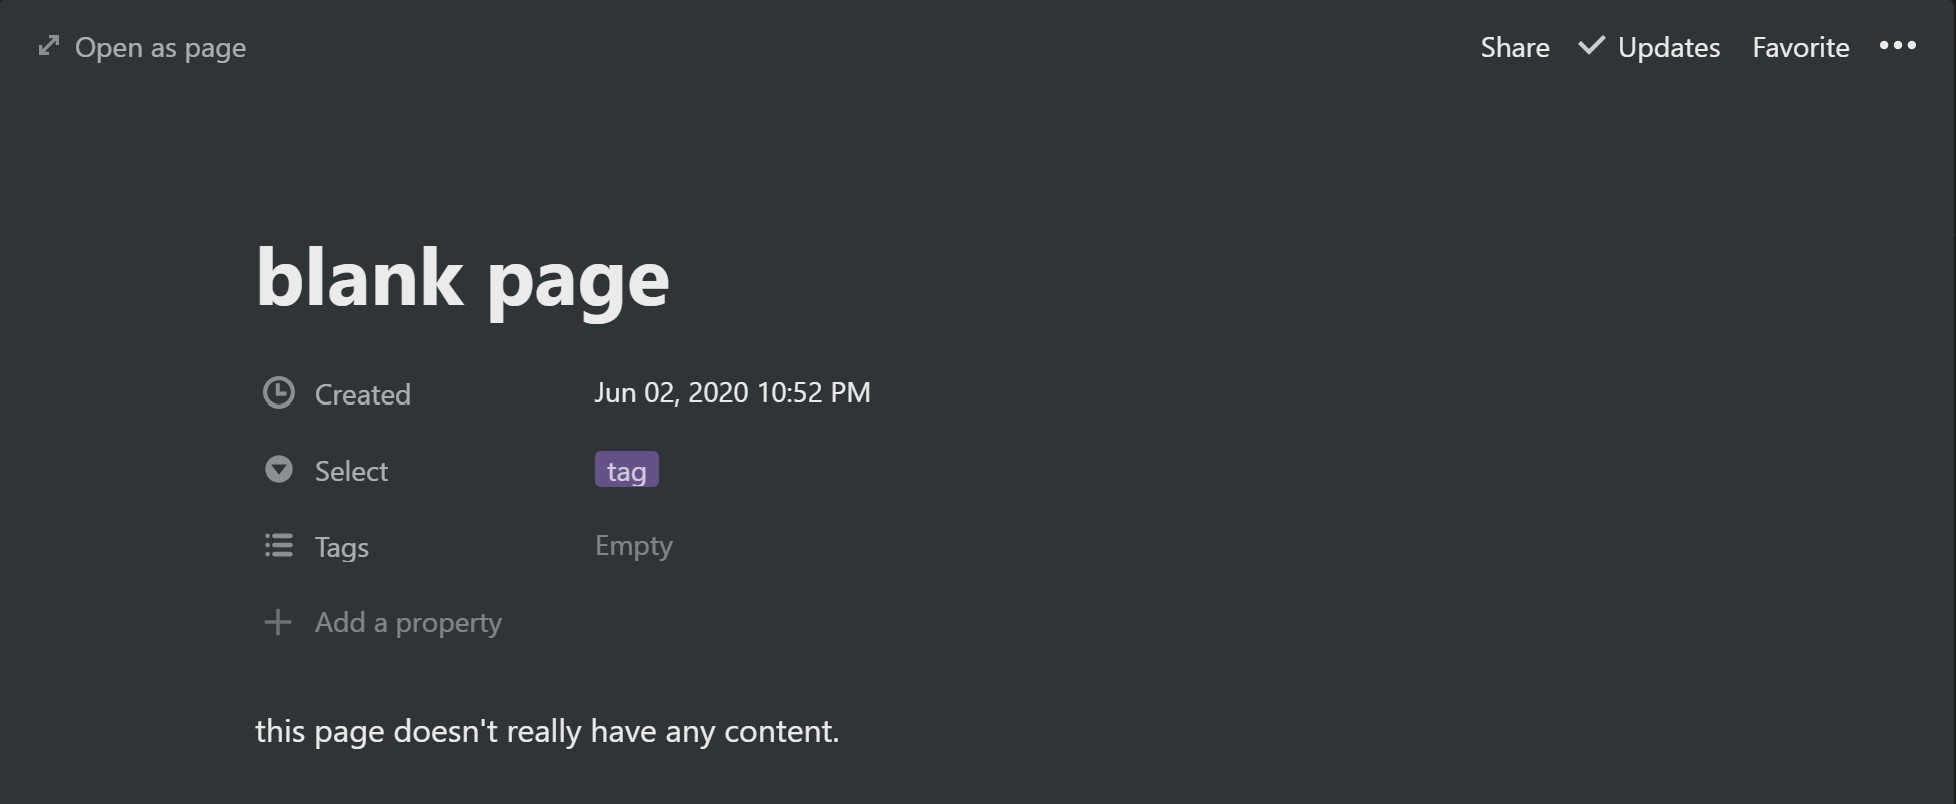 Open as page
Share Updates Favorite
blank page
Created Jun 02, 2020 10:52 PM
Select tag
Tags Empty
Add a property
this page doesn't really have any content.